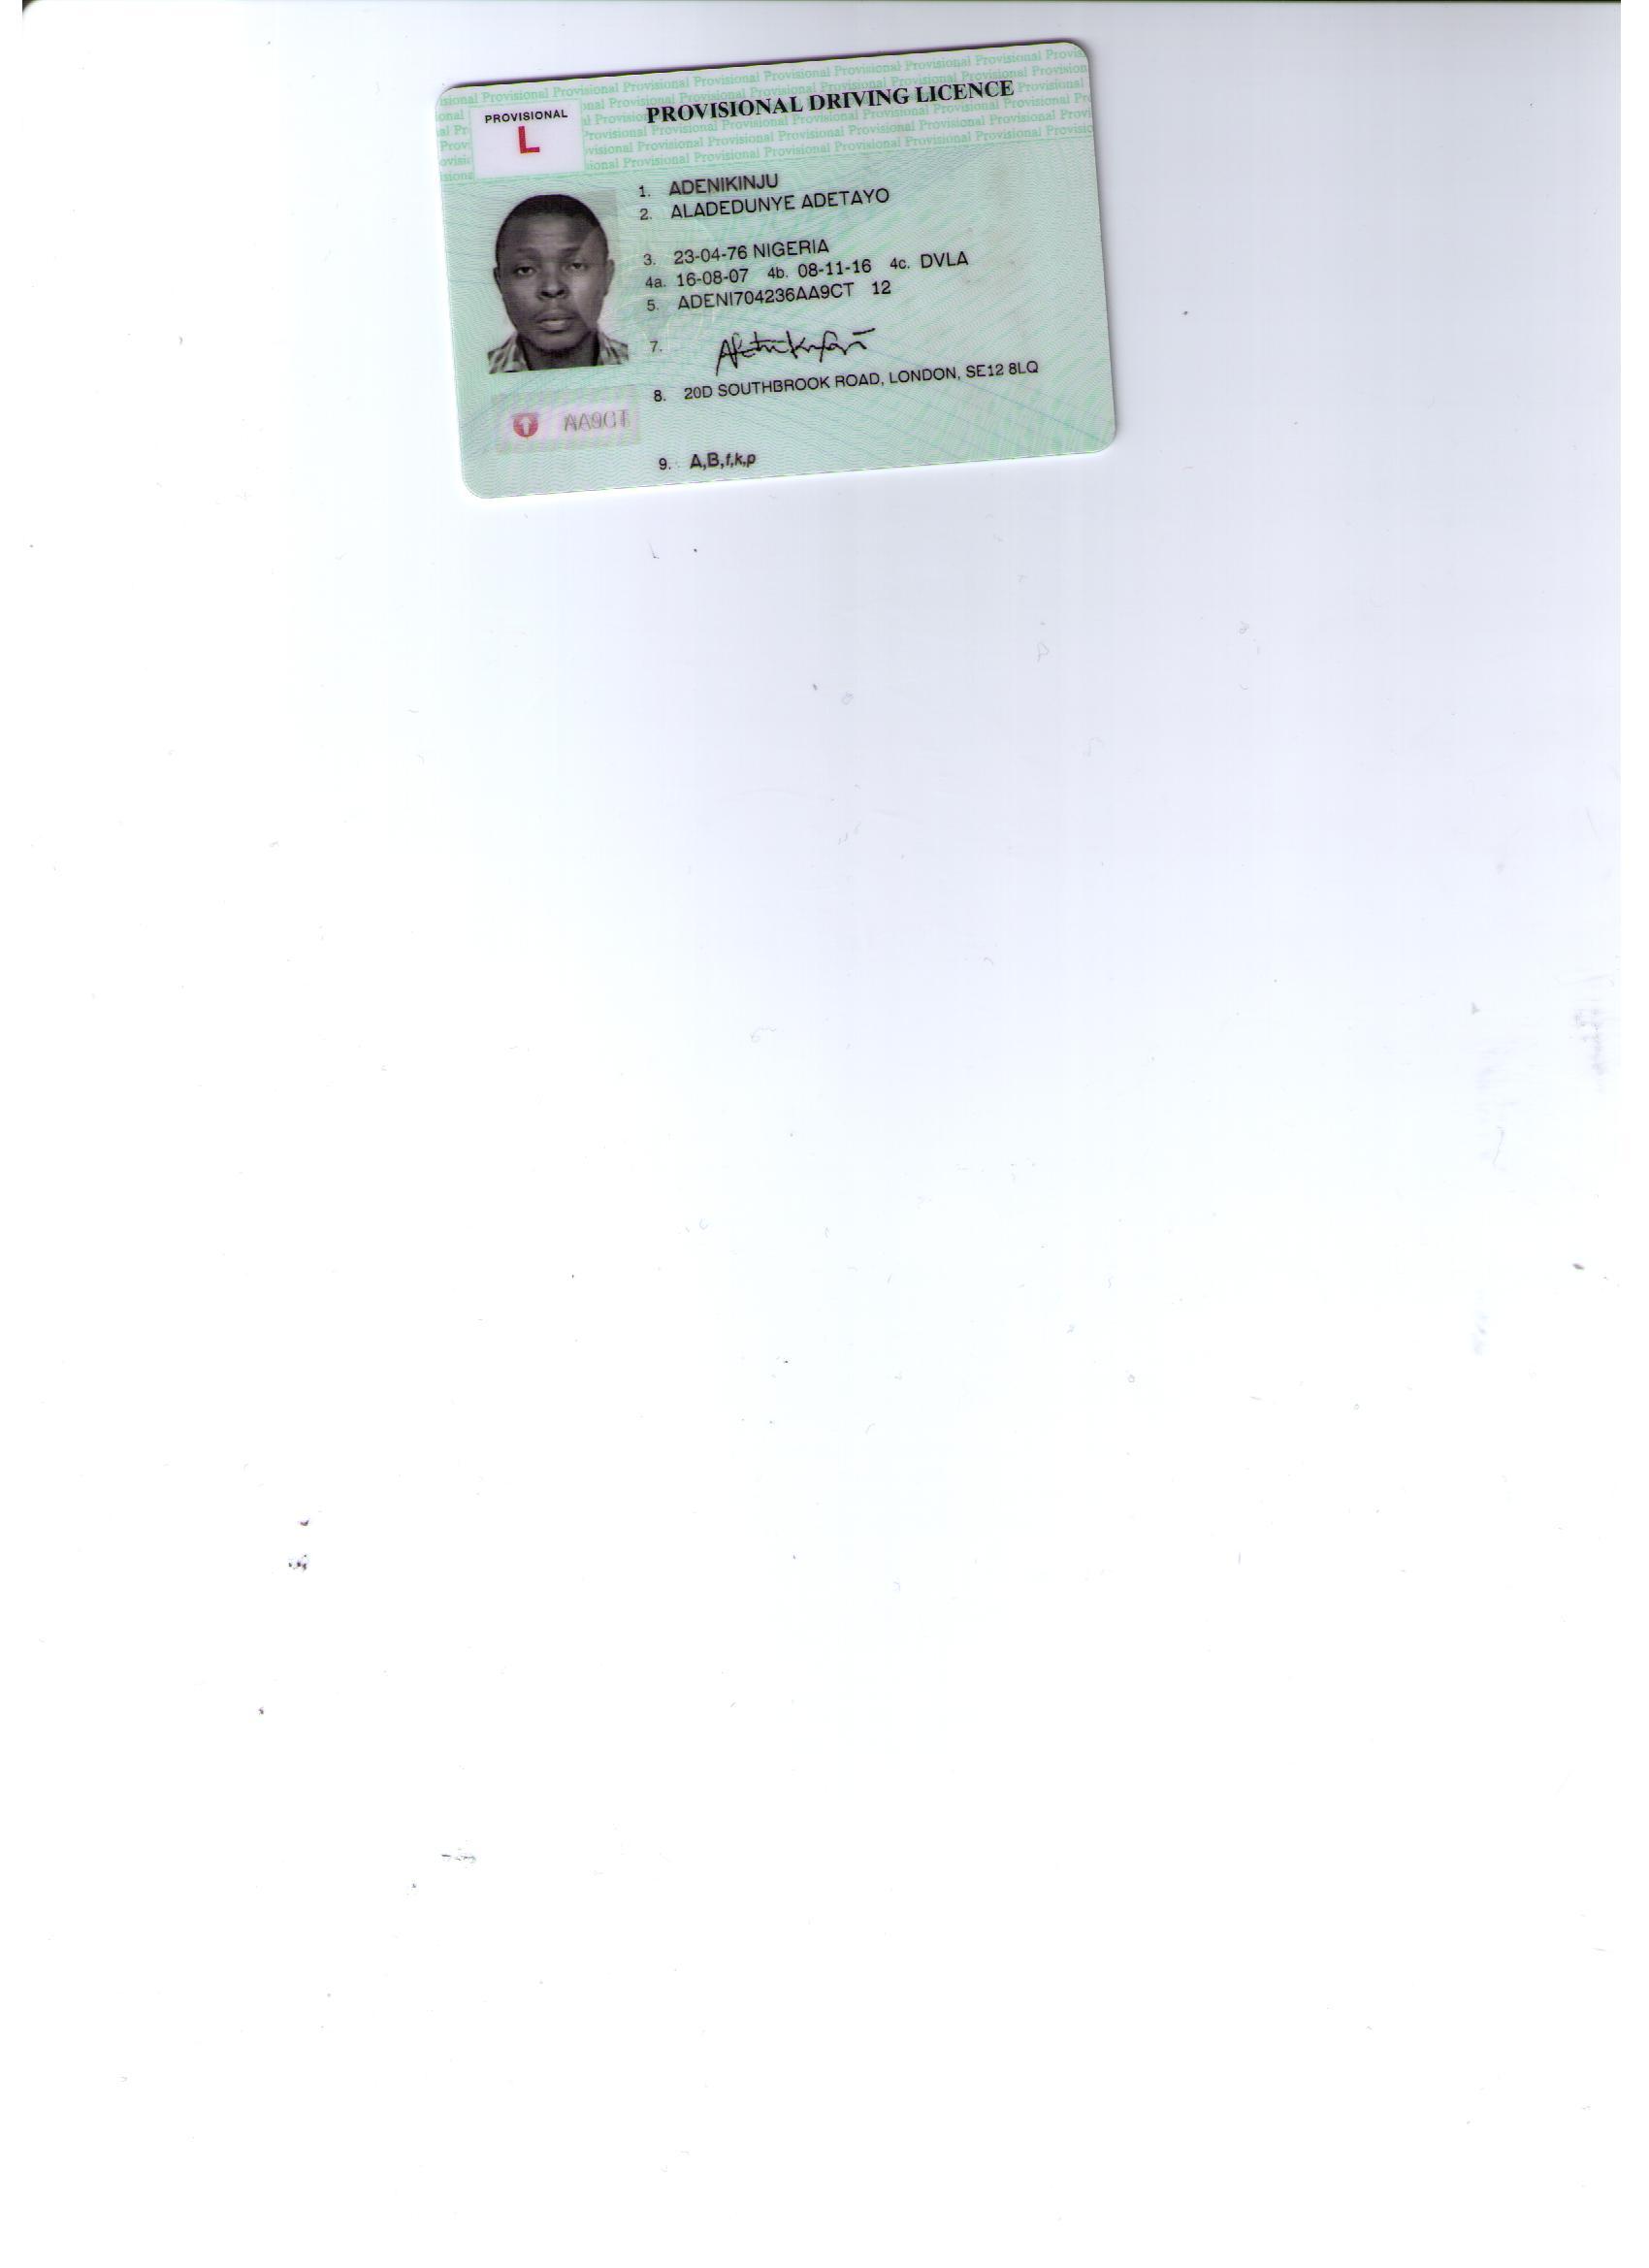 PROVISIONAL
L
PROVISIONAL DRIVING LICENCE
1. ADENIKINJU
2. ALADEDUNYE ADETAYO
3. 23-04-76 NIGERIA
4a. 16-08-07 4b. 08-11-16 4c. DVLA
5. ADENI704236AA9CT 12
7.
8. 20D SOUTHBROOK ROAD, LONDON, SE12 8LQ
AA9CT
9. A,B,f,k,p